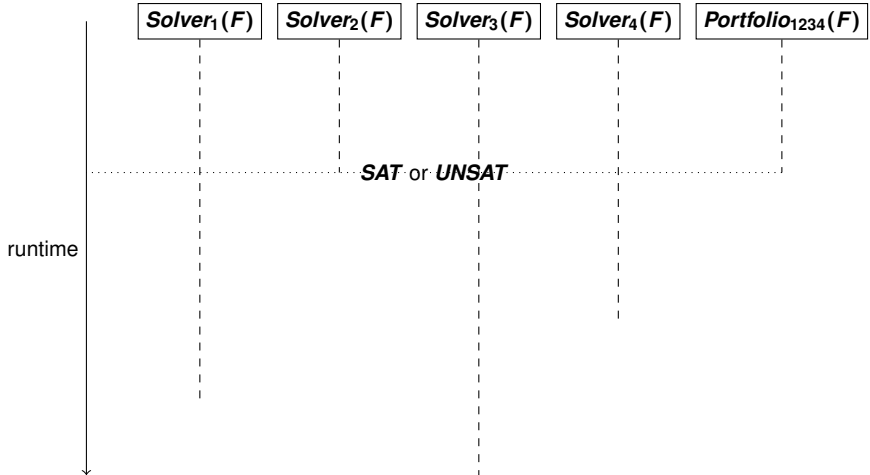 Solver₁(F) Solver₂(F) Solver₃(F) Solver₄(F) Portfolio₁₂₃₄(F)
SAT or UNSAT
runtime